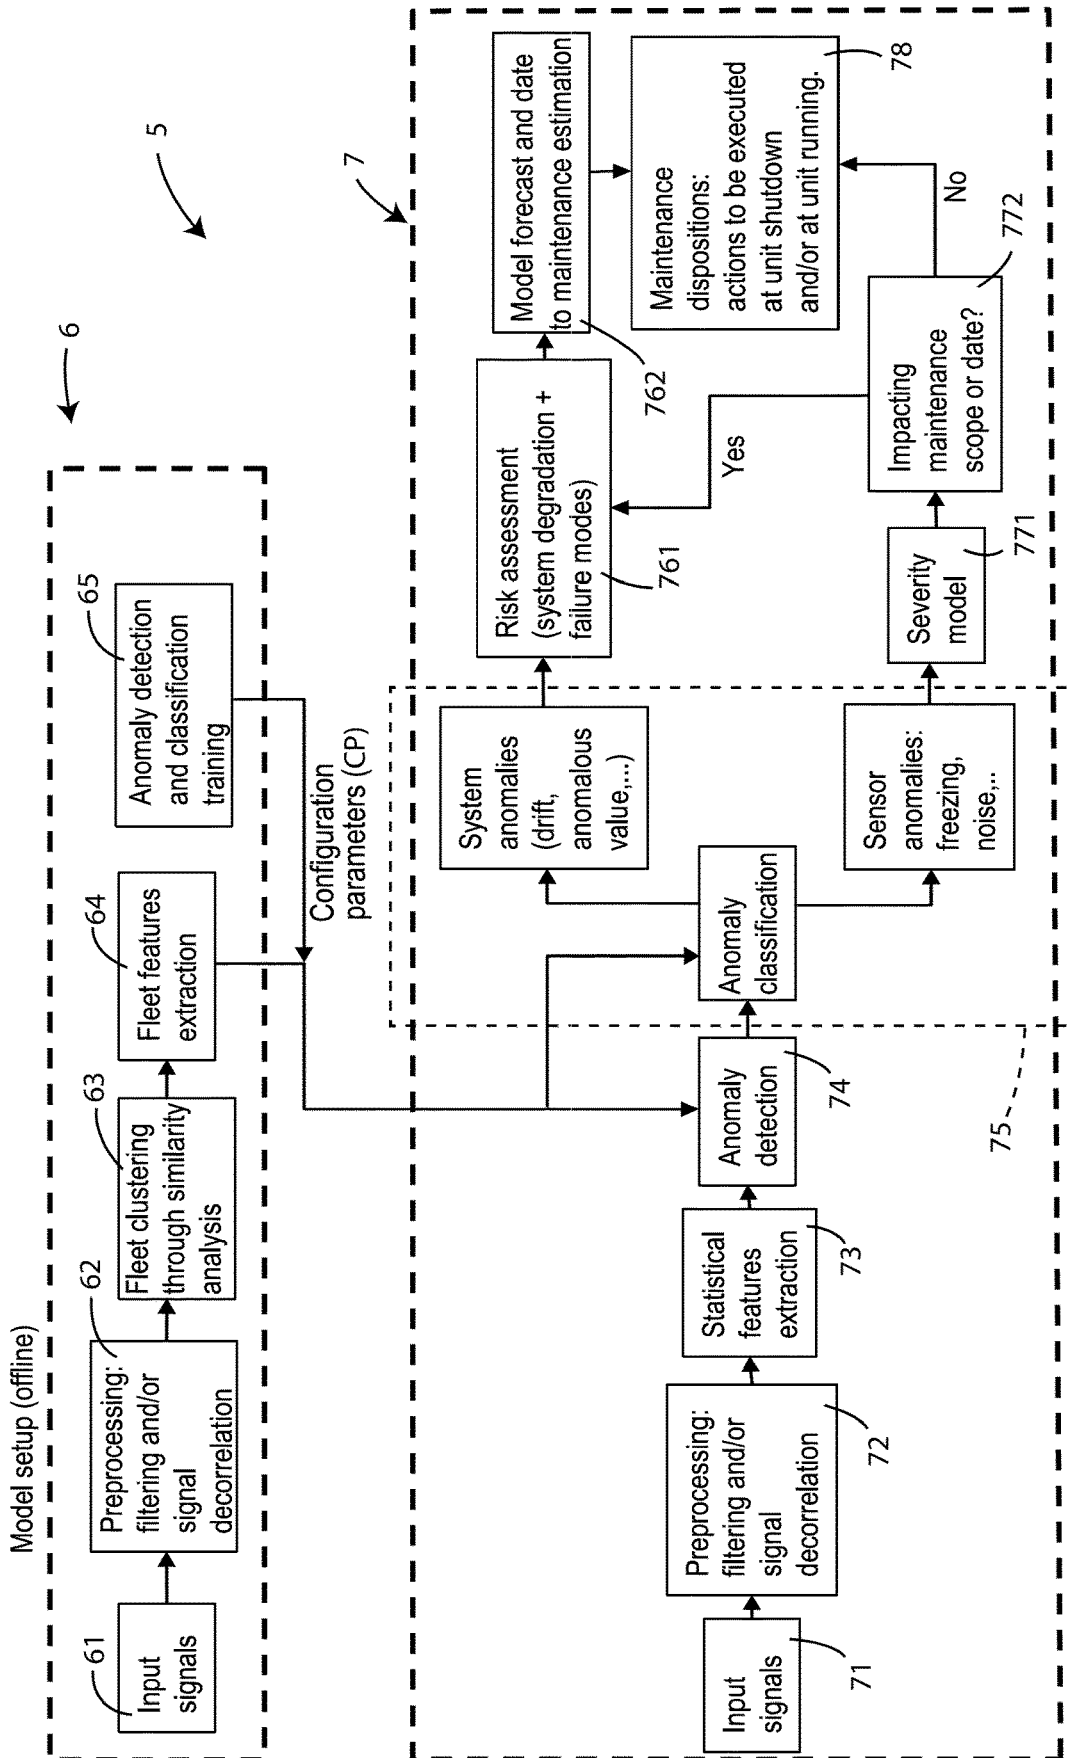 Model setup (offline)
5
6
61
Input
signals
62
Preprocessing:
filtering and/or
signal
decorrelation
63
Fleet clustering
through similarity
analysis
64
Fleet features
extraction
65
Anomaly detection
and classification
training
Configuration
parameters (CP)
7
Input
signals
71
Preprocessing:
filtering and/or
signal
decorrelation
72
Statistical
features
extraction
73
Anomaly
detection
74
75
Anomaly
classification
System
anomalies
(drift,
anomalous
value,...)
Sensor
anomalies:
freezing,
noise,..
Risk assessment
(system degradation +
failure modes)
761
Model forecast and date
to maintenance estimation
762
Severity
model
771
Impacting
maintenance
scope or date?
772
Yes
No
Maintenance
dispositions:
actions to be executed
at unit shutdown
and/or at unit running.
78